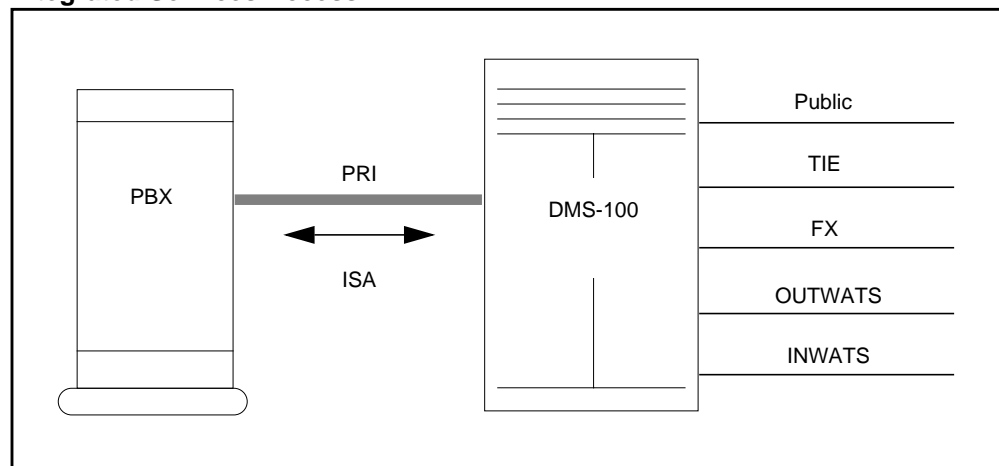 PBX
PRI
ISA
DMS-100
Public
TIE
FX
OUTWATS
INWATS